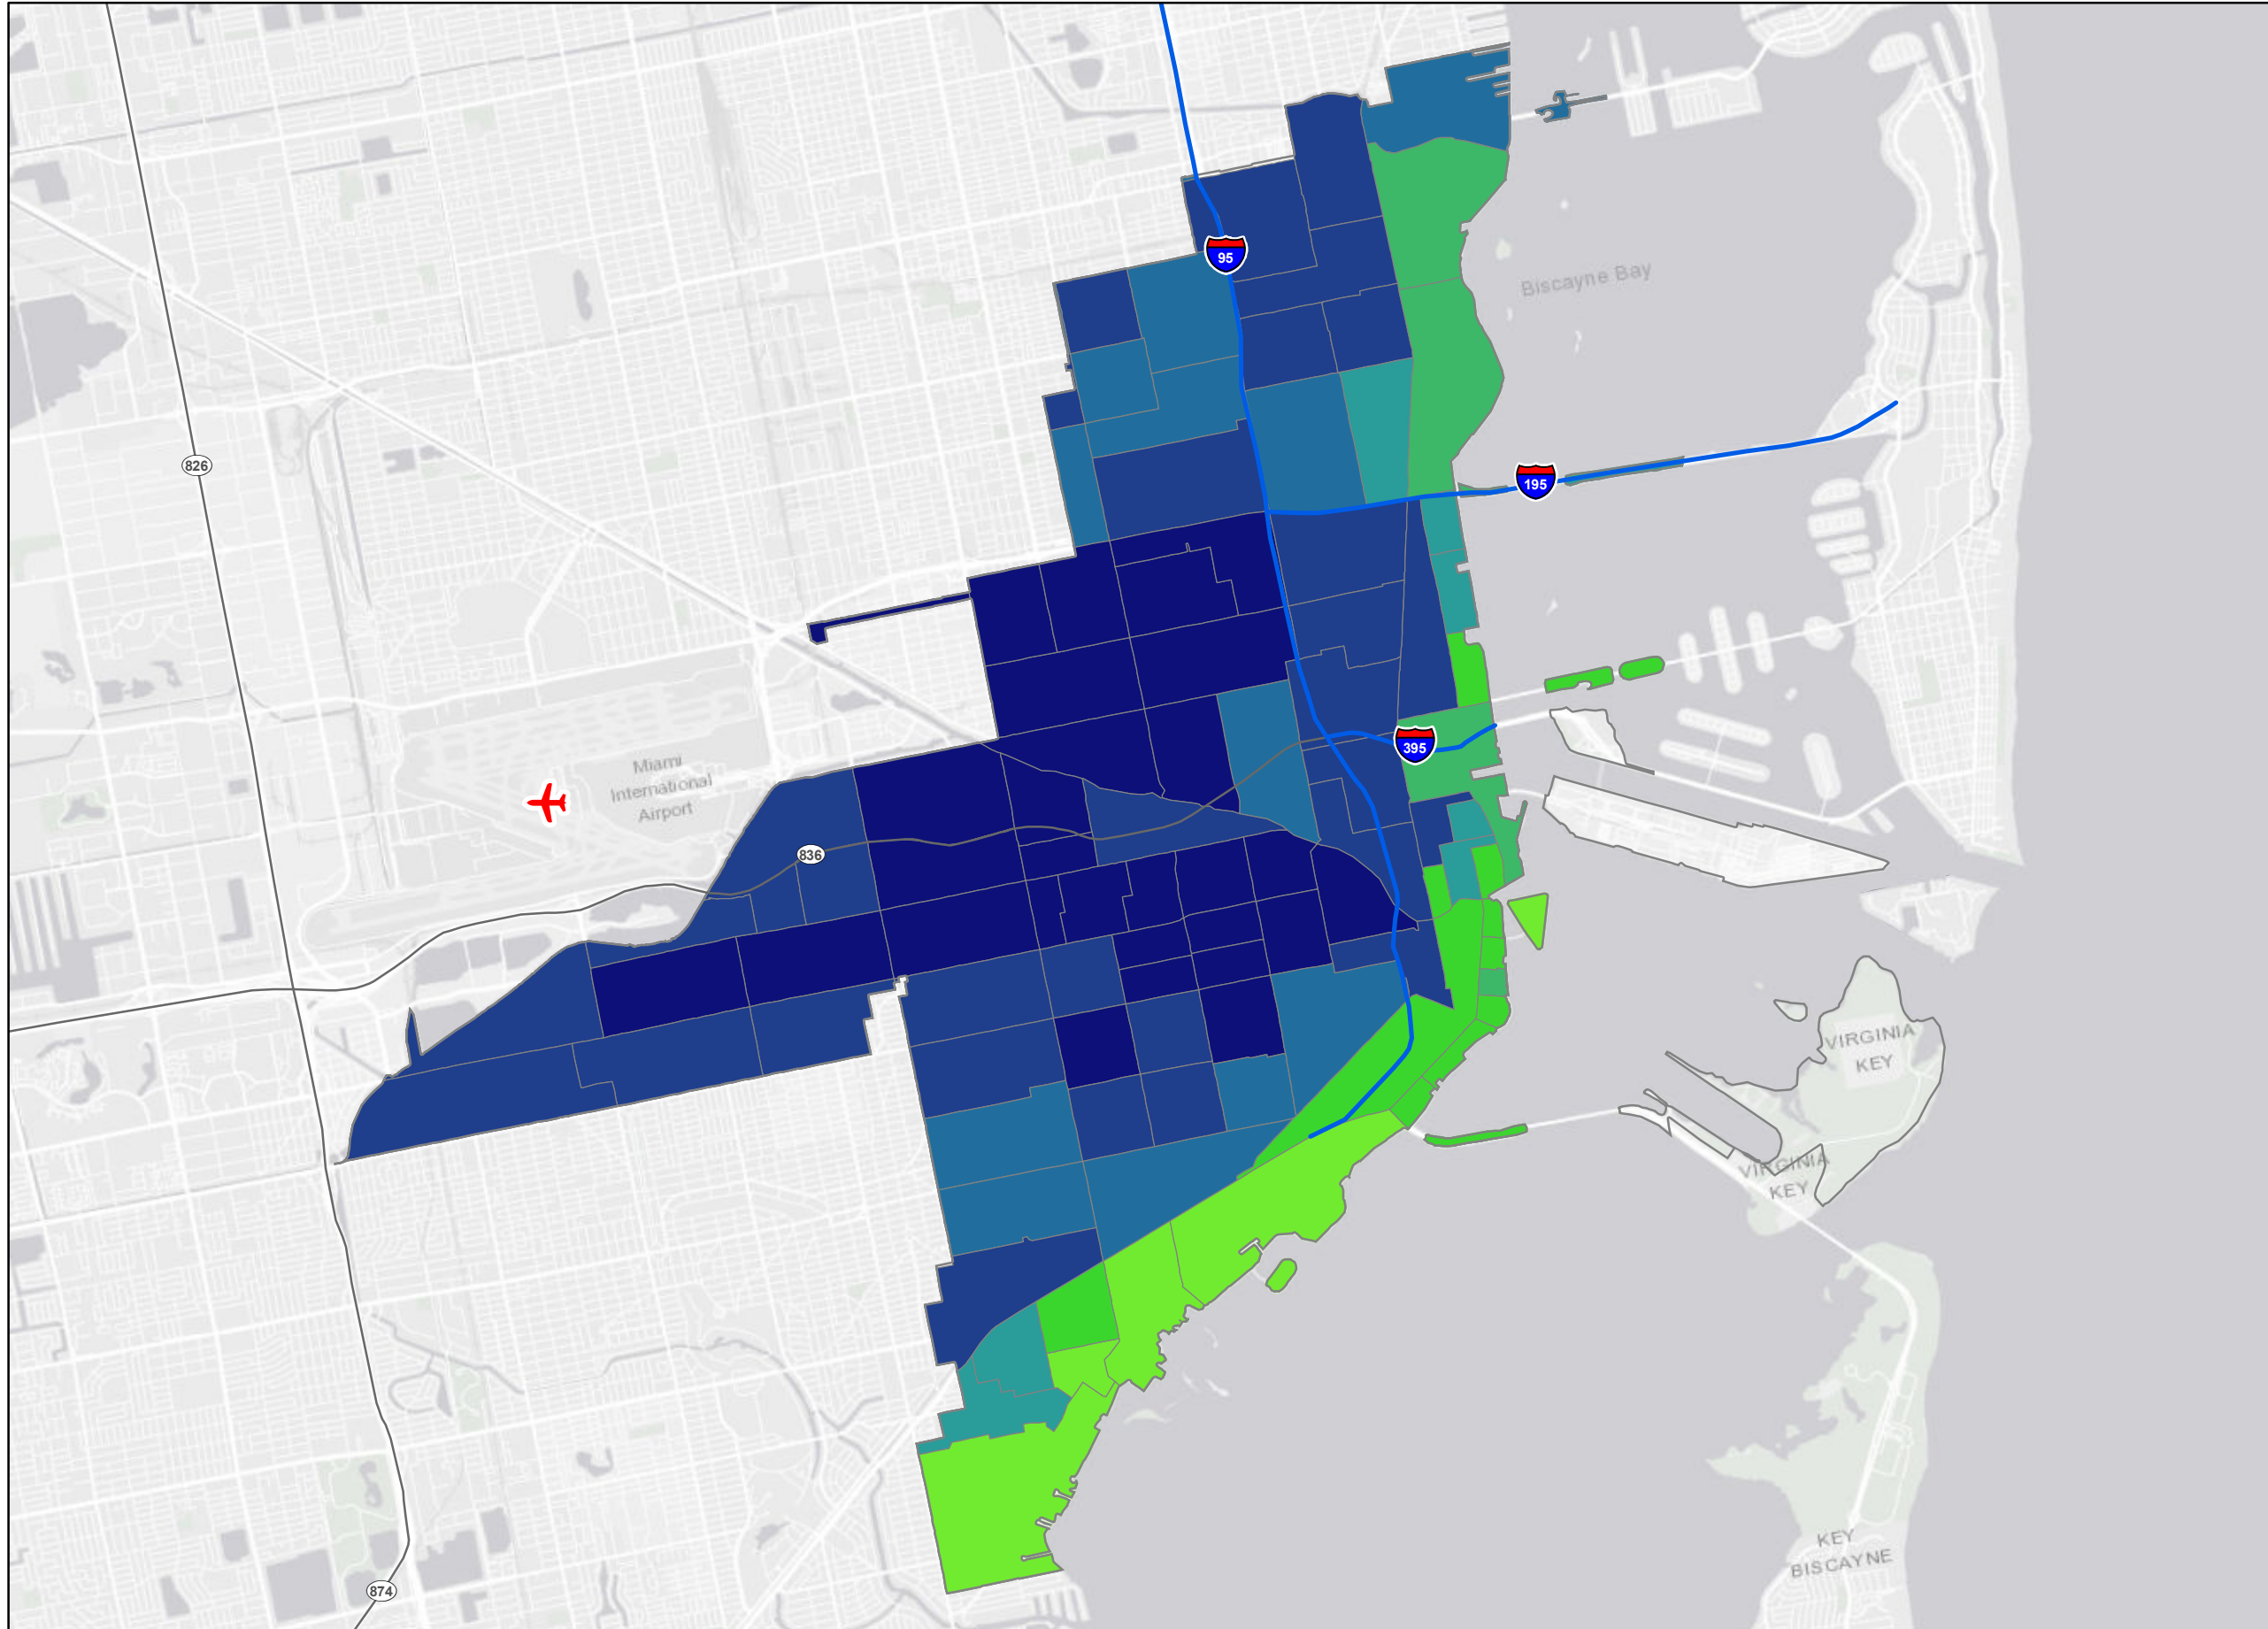 95
Biscayne Bay
826
195
395
Miami
International
Airport
836
VIRGINIA
KEY
VIRGINIA
KEY
KEY
BISCAYNE
874